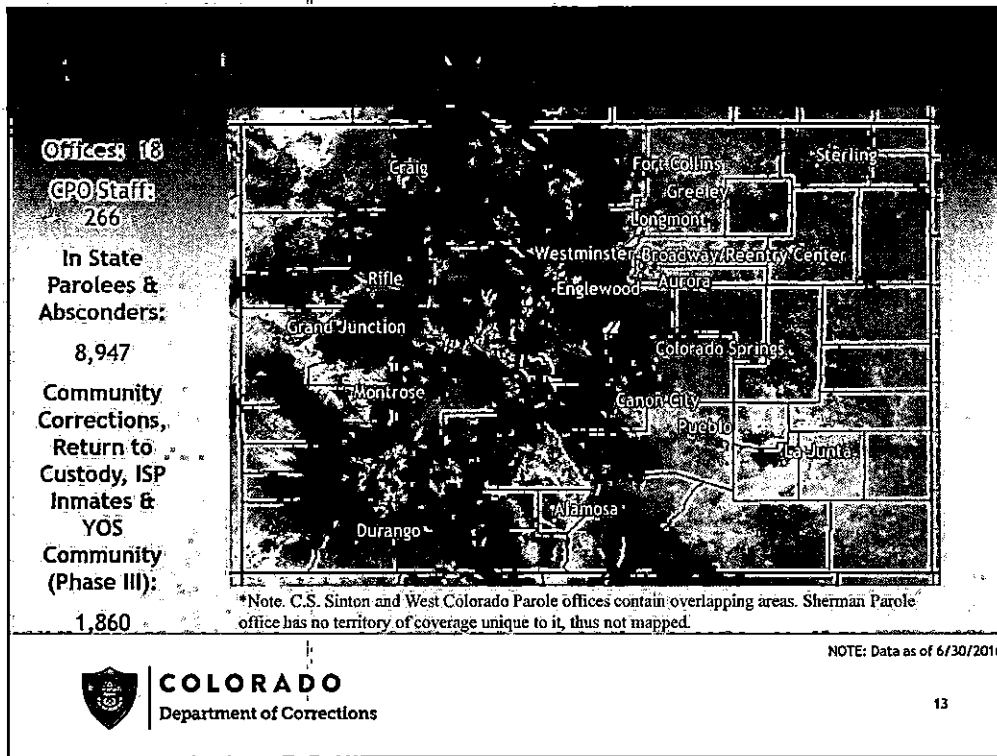 Offices: 18
CPO Staff:
266
In State
Parolees &
Absconders:
8,947
Community
Corrections,
Return to
Custody, ISP
Inmates &
YOS
Community
(Phase III):
1,860
Craig
Fort Collins
Sterling
Greeley
Longmont
Westminster
Broadway/Reentry Center
Rifle
Englewood
Aurora
Grand Junction
Colorado Springs
Montrose
Canon City
Pueblo
La Junta
Alamosa
Durango
*Note. C.S. Sinton and West Colorado Parole offices contain overlapping areas. Sherman Parole
office has no territory of coverage unique to it, thus not mapped.
NOTE: Data as of 6/30/2016
COLORADO
Department of Corrections
13